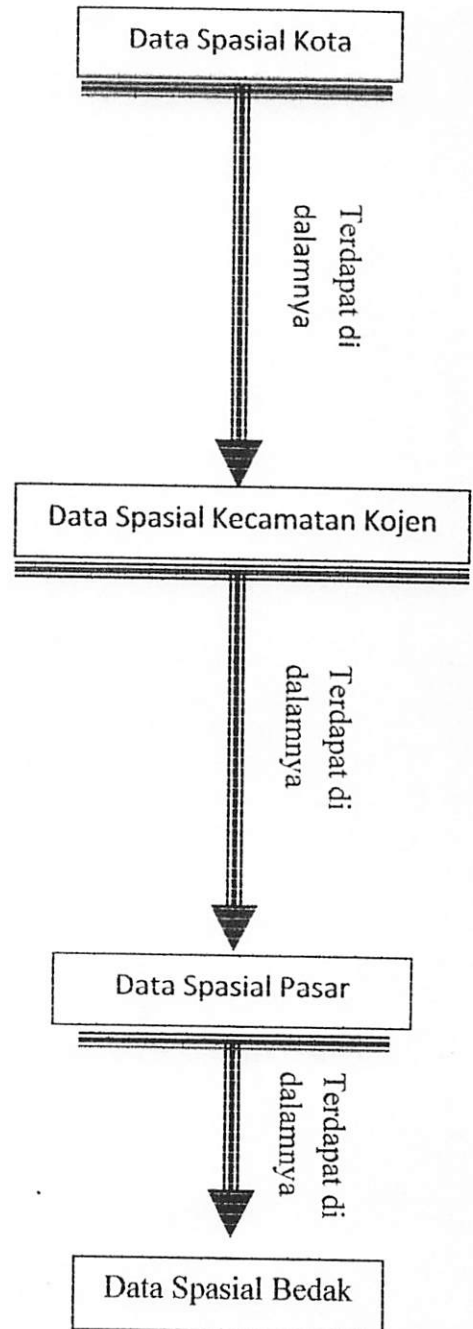 Data Spasial Kota
Terdapat di
dalamnya
Data Spasial Kecamatan Kojen
Terdapat di
dalamnya
Data Spasial Pasar
Terdapat di
dalamnya
Data Spasial Bedak